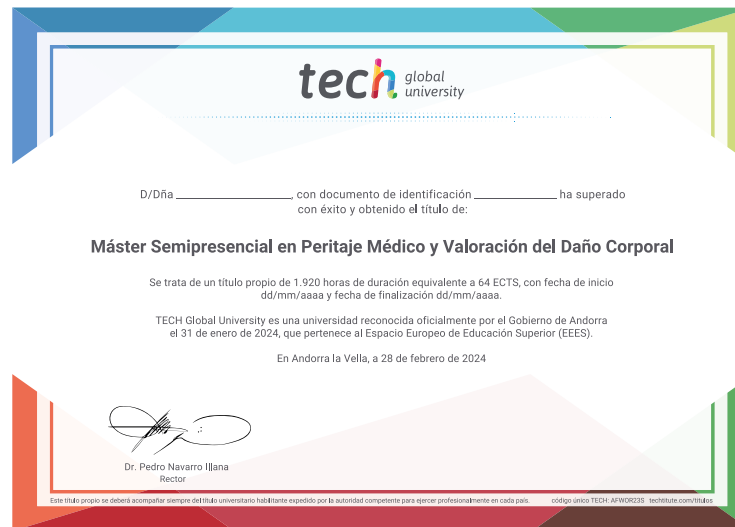 tech global university
D/Dña ____________, con documento de identificación ____________ ha superado
con éxito y obtenido el título de:
Máster Semipresencial en Peritaje Médico y Valoración del Daño Corporal
Se trata de un título propio de 1.920 horas de duración equivalente a 64 ECTS, con fecha de inicio
dd/mm/aaaa y fecha de finalización dd/mm/aaaa.
TECH Global University es una universidad reconocida oficialmente por el Gobierno de Andorra
el 31 de enero de 2024, que pertenece al Espacio Europeo de Educación Superior (EEES).
En Andorra la Vella, a 28 de febrero de 2024
Dr. Pedro Navarro Illana
Rector
Este título propio se deberá acompañar siempre del título universitario habilitante expedido por la autoridad competente para ejercer profesionalmente en cada país. código único TECH: AFWOR23S techtitute.com/titulos